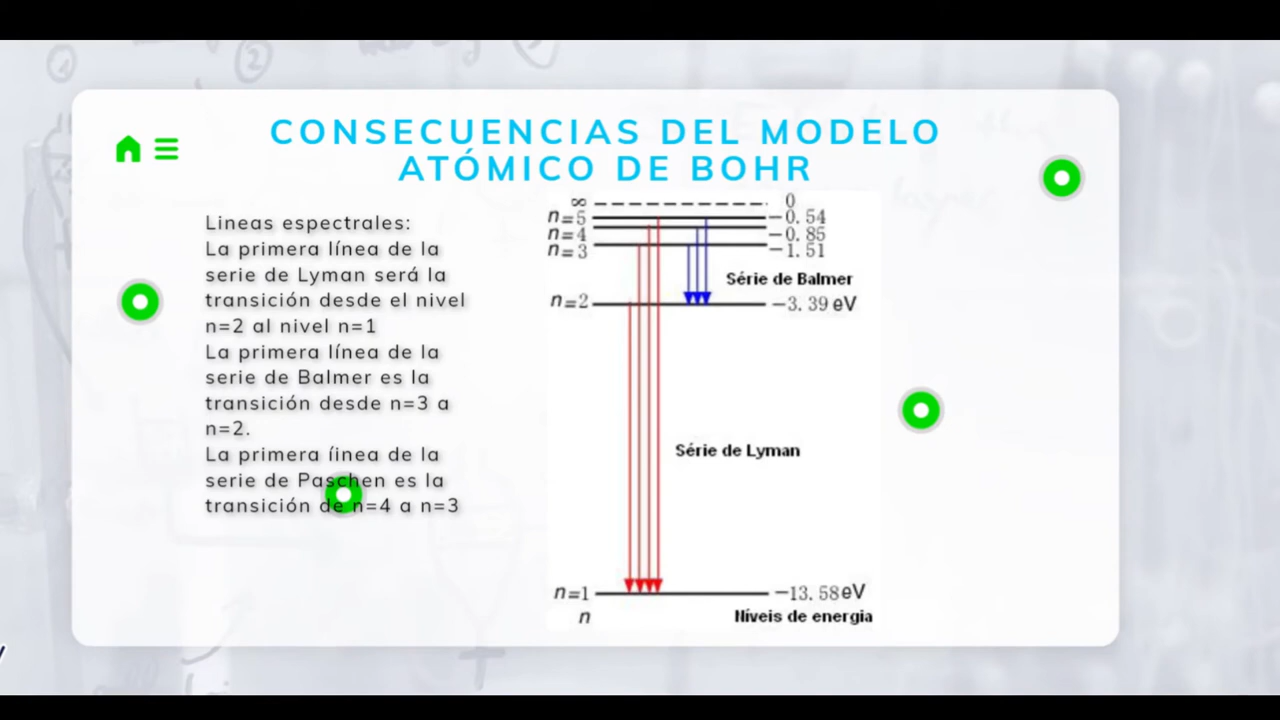 CONSECUENCIAS DEL MODELO
ATÓMICO DE BOHR
Lineas espectrales:
La primera línea de la
serie de Lyman será la
transición desde el nivel
n=2 al nivel n=1
La primera línea de la
serie de Balmer es la
transición desde n=3 a
n=2.
La primera íinea de la
serie de Paschen es la
transición de n=4 a n=3
∞ 0
n=5 −0. 54
n=4 −0. 85
n=3 −1. 51
Série de Balmer
n=2 −3. 39 eV
Série de Lyman
n=1 −13. 58 eV
n Níveis de energia